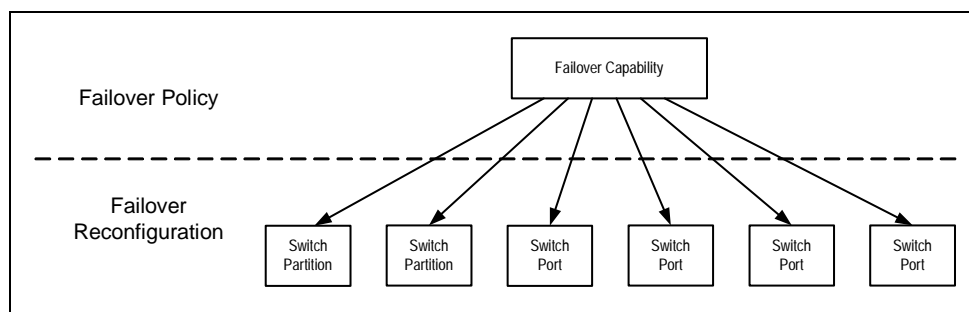 Failover Capability
Failover Policy
Failover
Reconfiguration
Switch
Partition
Switch
Partition
Switch
Port
Switch
Port
Switch
Port
Switch
Port